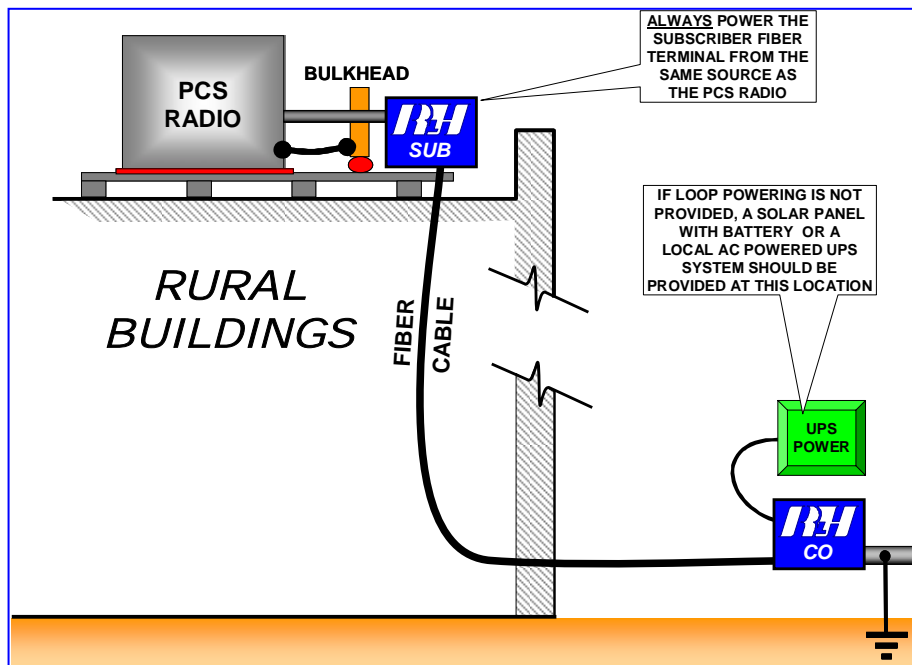 ALWAYS POWER THE
SUBSCRIBER FIBER
TERMINAL FROM THE
SAME SOURCE AS
THE PCS RADIO
BULKHEAD
PCS
RADIO
RLH
SUB
IF LOOP POWERING IS NOT
PROVIDED, A SOLAR PANEL
WITH BATTERY OR A
LOCAL AC POWERED UPS
SYSTEM SHOULD BE
PROVIDED AT THIS LOCATION
RURAL
BUILDINGS
FIBER
CABLE
UPS
POWER
RLH
CO